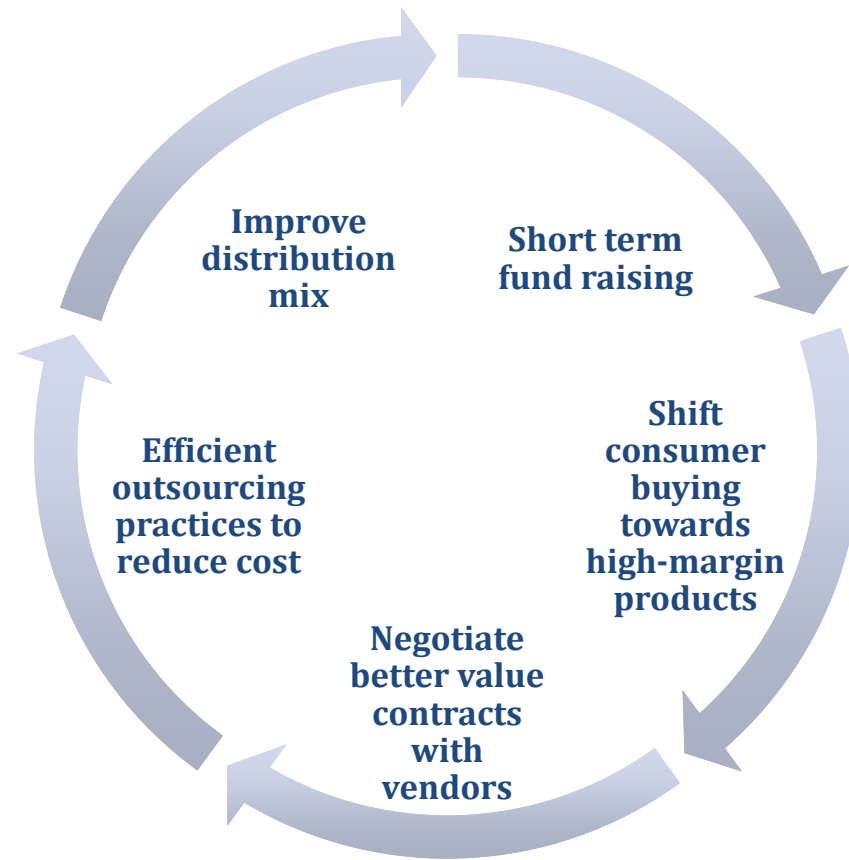 Improve
distribution
mix
Short term
fund raising
Shift
consumer
buying
towards
high-margin
products
Negotiate
better value
contracts
with
vendors
Efficient
outsourcing
practices to
reduce cost